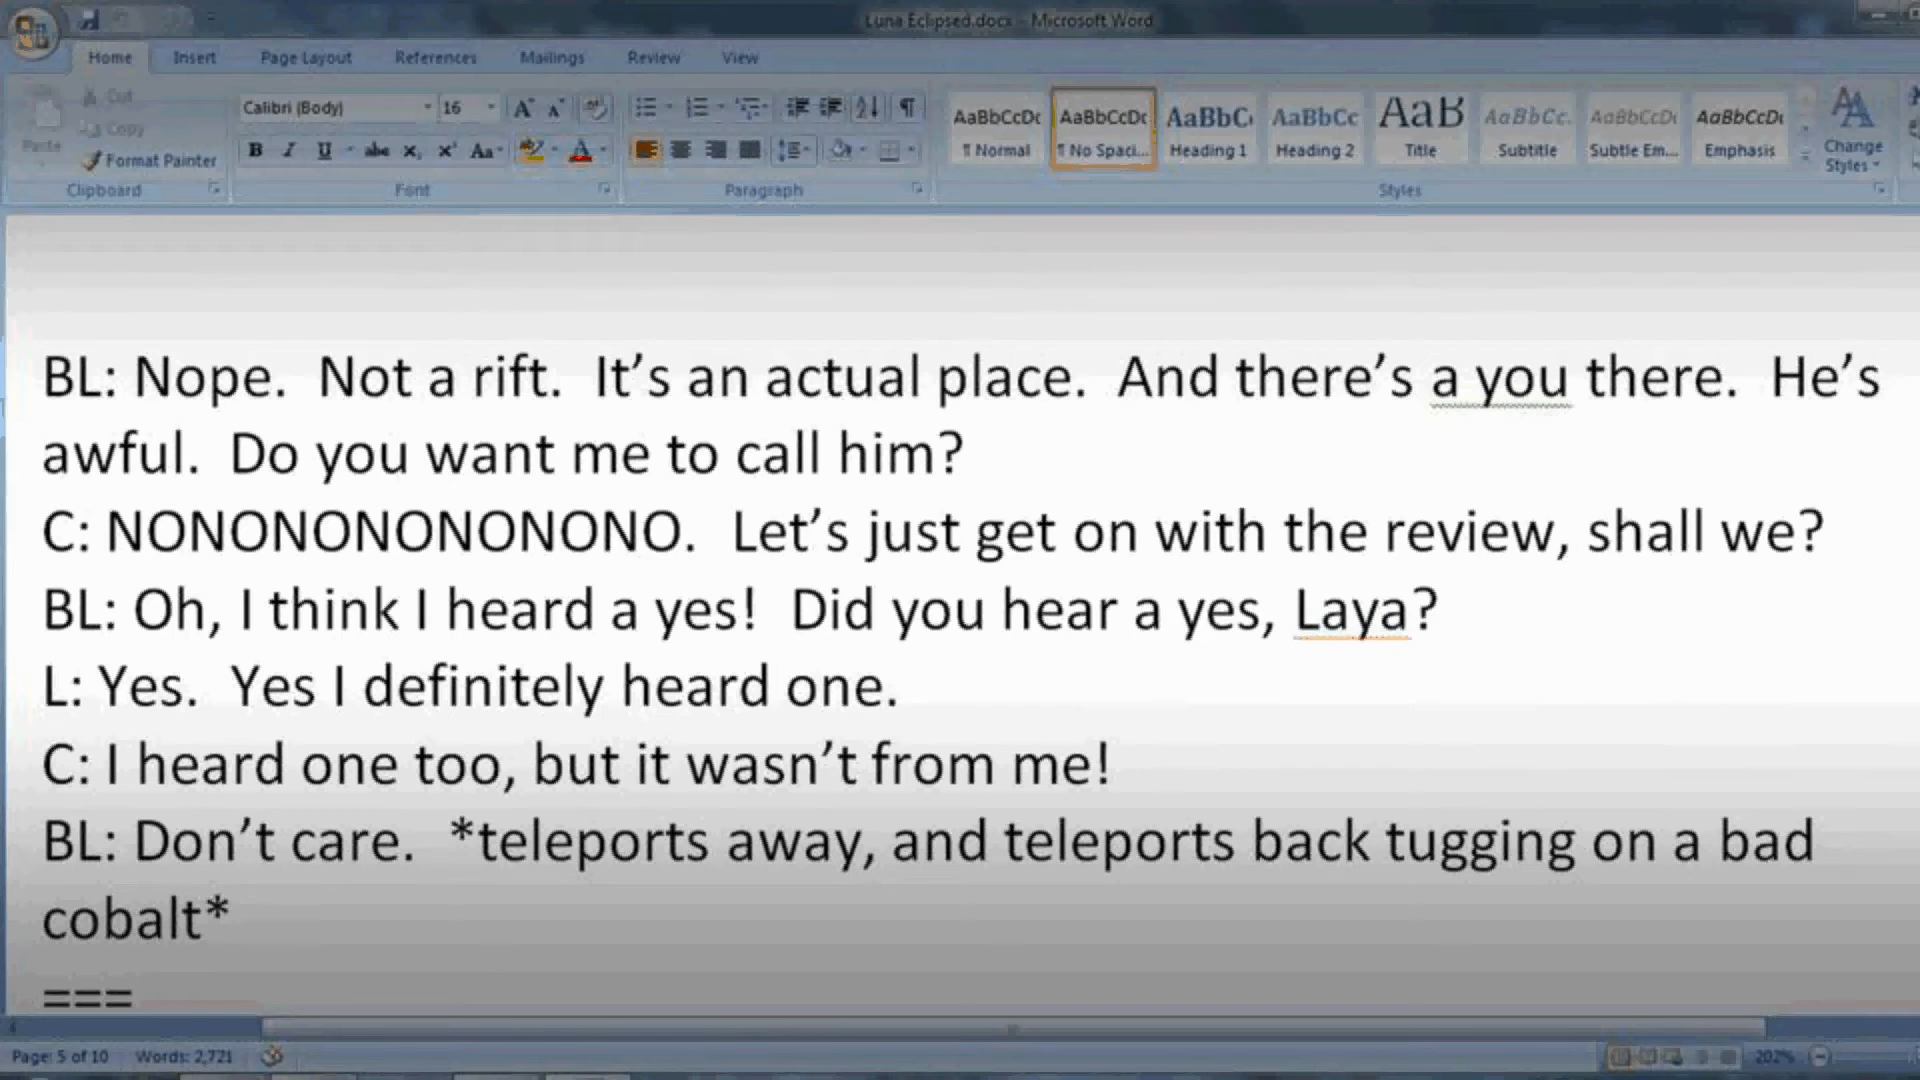 Luna Eclipsed.docx - Microsoft Word
Home Insert Page Layout References Mailings Review View
Cut
Copy
Paste
Format Painter
Clipboard
Calibri (Body) 16
Font
Paragraph
AaBbCcDc AaBbCcDc AaBbC AaBbCc AaB AaBbCc. AaBbCcDc AaBbCcDc
¶ Normal ¶ No Spaci... Heading 1 Heading 2 Title Subtitle Subtle Em... Emphasis
Change
Styles
Styles
BL: Nope.  Not a rift.  It’s an actual place.  And there’s a you there.  He’s
awful.  Do you want me to call him?
C: NONONONONONONO.  Let’s just get on with the review, shall we?
BL: Oh, I think I heard a yes!  Did you hear a yes, Laya?
L: Yes.  Yes I definitely heard one.
C: I heard one too, but it wasn’t from me!
BL: Don’t care.  *teleports away, and teleports back tugging on a bad
cobalt*
===
Page: 5 of 10 Words: 2,721 202%